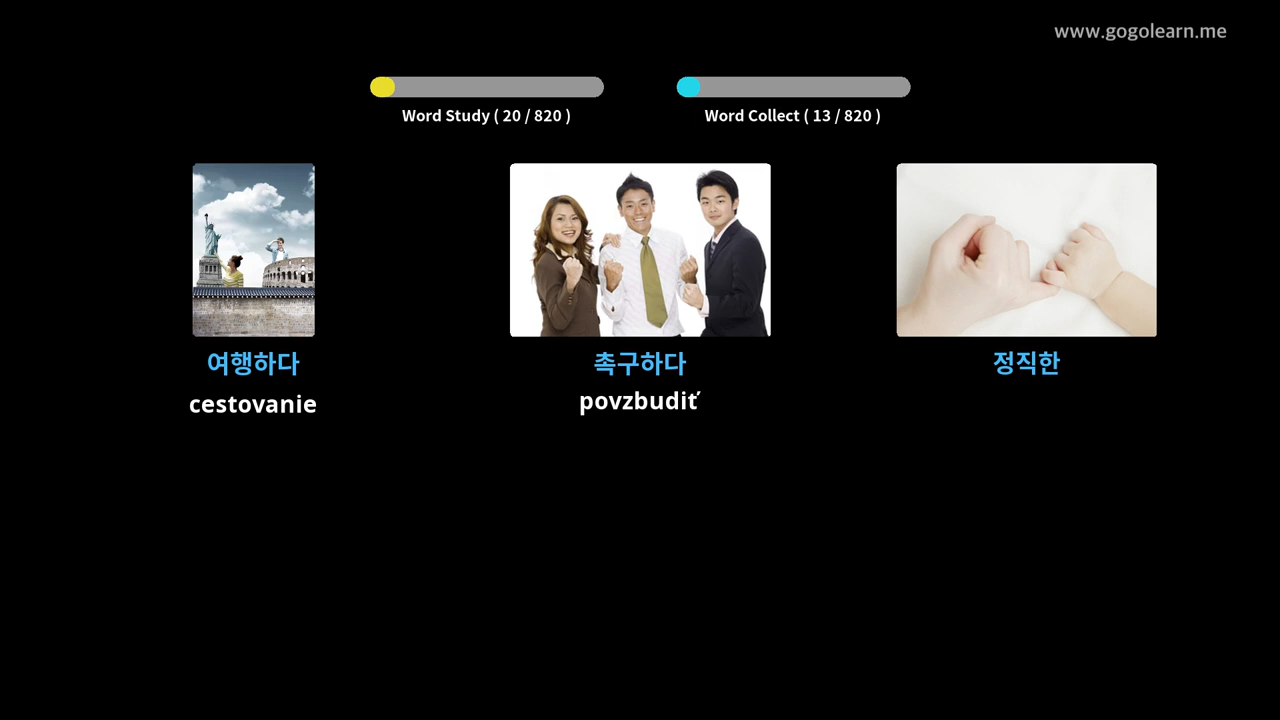 www.gogolearn.me
Word Study ( 20 / 820 )
Word Collect ( 13 / 820 )
여행하다
촉구하다
정직한
cestovanie
povzbudiť